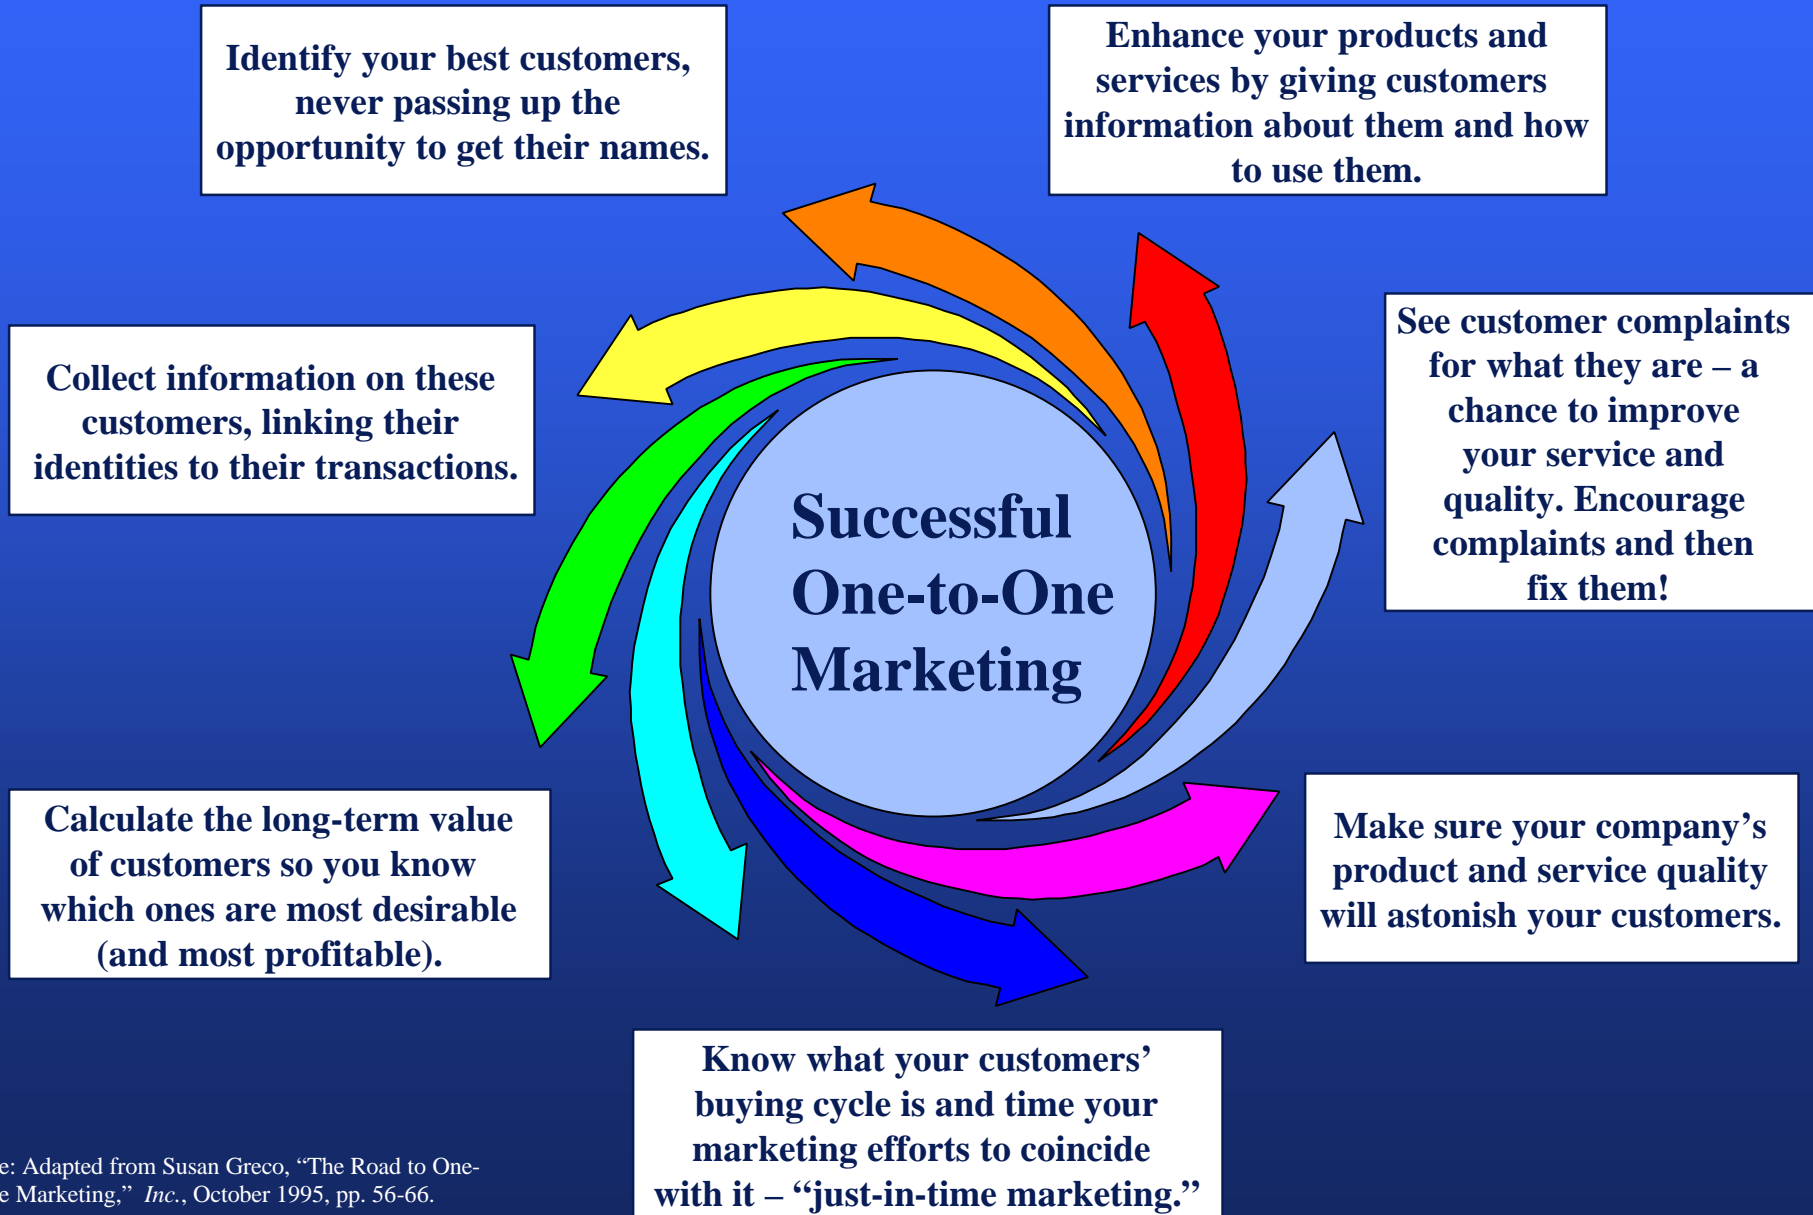 Identify your best customers,
never passing up the
opportunity to get their names.
Enhance your products and
services by giving customers
information about them and how
to use them.
Collect information on these
customers, linking their
identities to their transactions.
See customer complaints
for what they are – a
chance to improve
your service and
quality. Encourage
complaints and then
fix them!
Successful
One-to-One
Marketing
Calculate the long-term value
of customers so you know
which ones are most desirable
(and most profitable).
Make sure your company’s
product and service quality
will astonish your customers.
Know what your customers’
buying cycle is and time your
marketing efforts to coincide
with it – “just-in-time marketing.”
e: Adapted from Susan Greco, “The Road to One-
e Marketing,” Inc., October 1995, pp. 56-66.